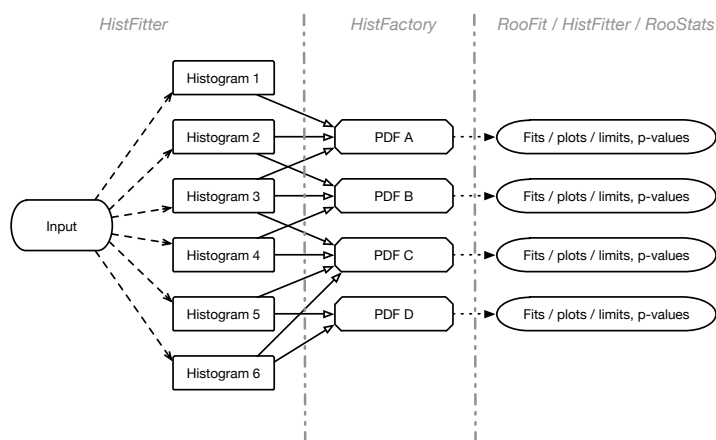 HistFitter
HistFactory
RooFit / HistFitter / RooStats
Input
Histogram 1
Histogram 2
Histogram 3
Histogram 4
Histogram 5
Histogram 6
PDF A
PDF B
PDF C
PDF D
Fits / plots / limits, p-values
Fits / plots / limits, p-values
Fits / plots / limits, p-values
Fits / plots / limits, p-values